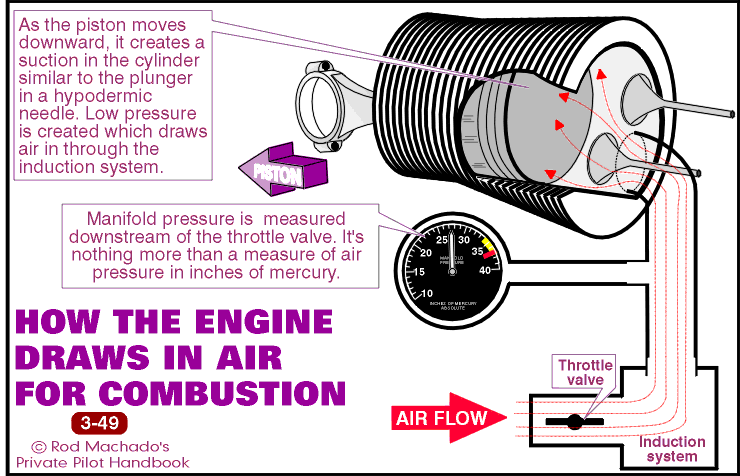 As the piston moves
downward, it creates a
suction in the cylinder
similar to the plunger
in a hypodermic
needle. Low pressure
is created which draws
air in through the
induction system.
PISTON
Manifold pressure is measured
downstream of the throttle valve. It's
nothing more than a measure of air
pressure in inches of mercury.
10
15
20
25
30
35
40
MANIFOLD
PRESSURE
INCHES OF MERCURY
ABSOLUTE
HOW THE ENGINE
DRAWS IN AIR
FOR COMBUSTION
3-49
© Rod Machado's
Private Pilot Handbook
AIR FLOW
Throttle
valve
Induction
system